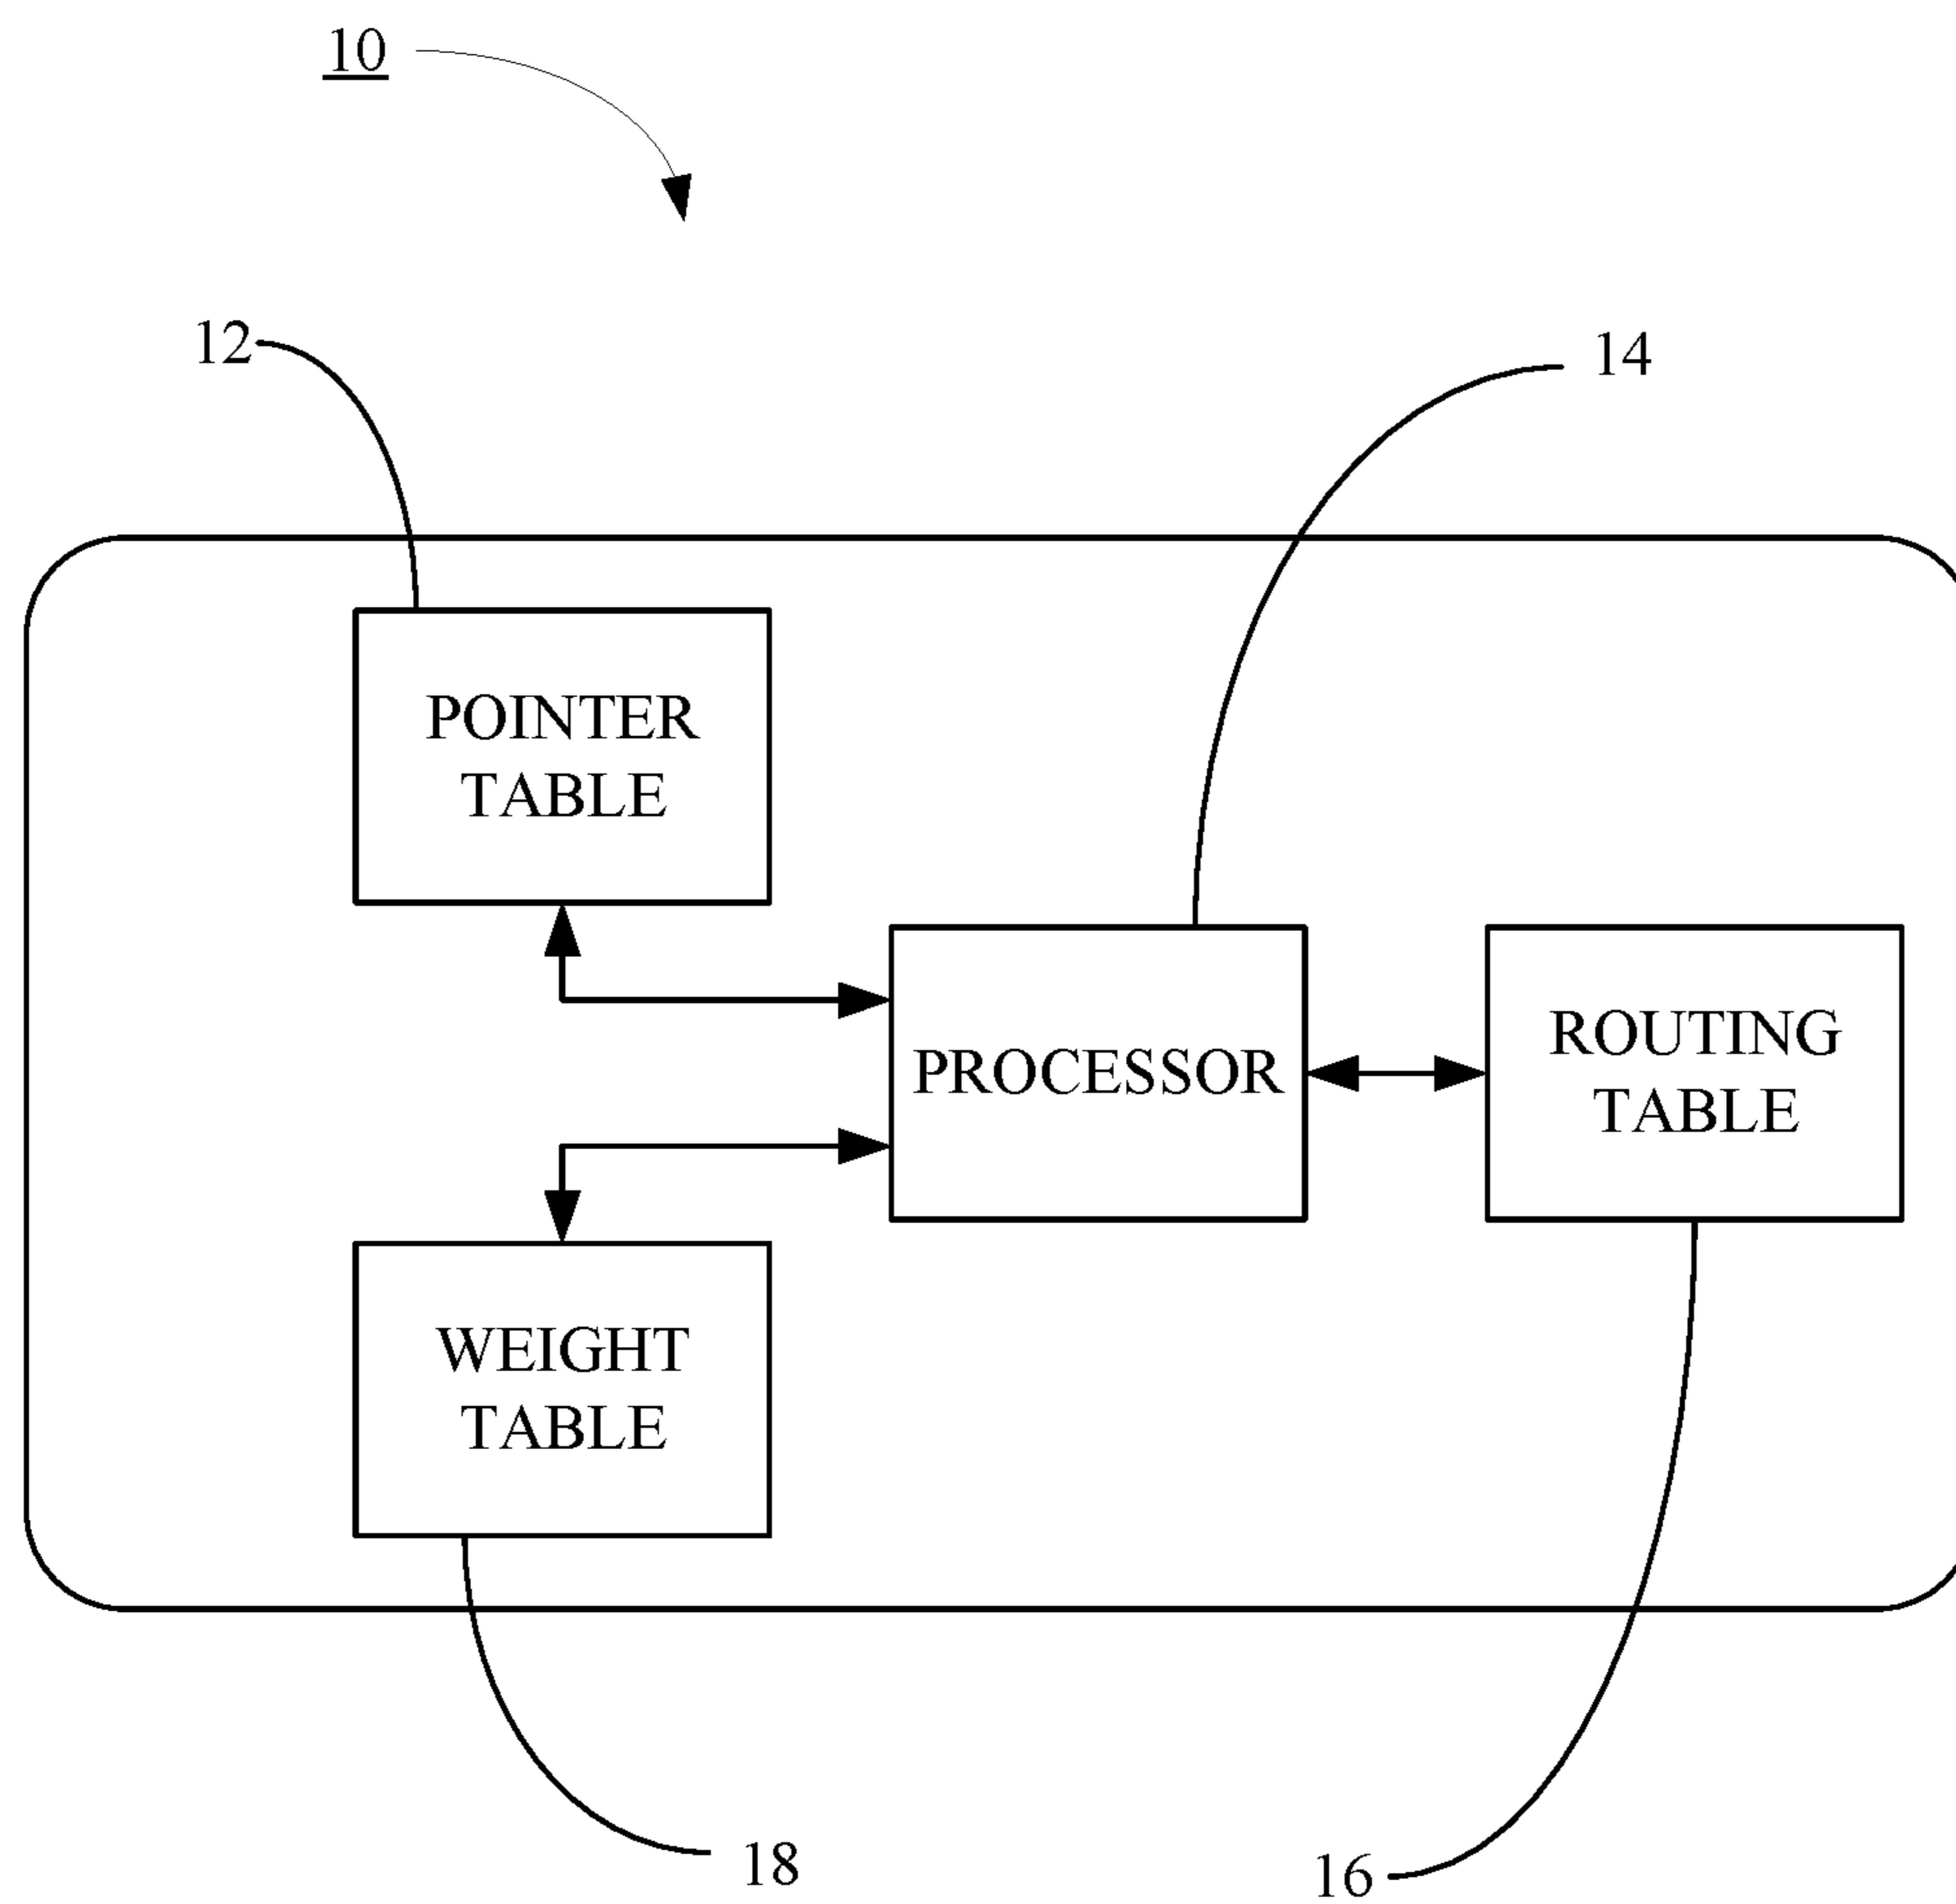 10
12
14
POINTER
TABLE
PROCESSOR
ROUTING
TABLE
WEIGHT
TABLE
18
16